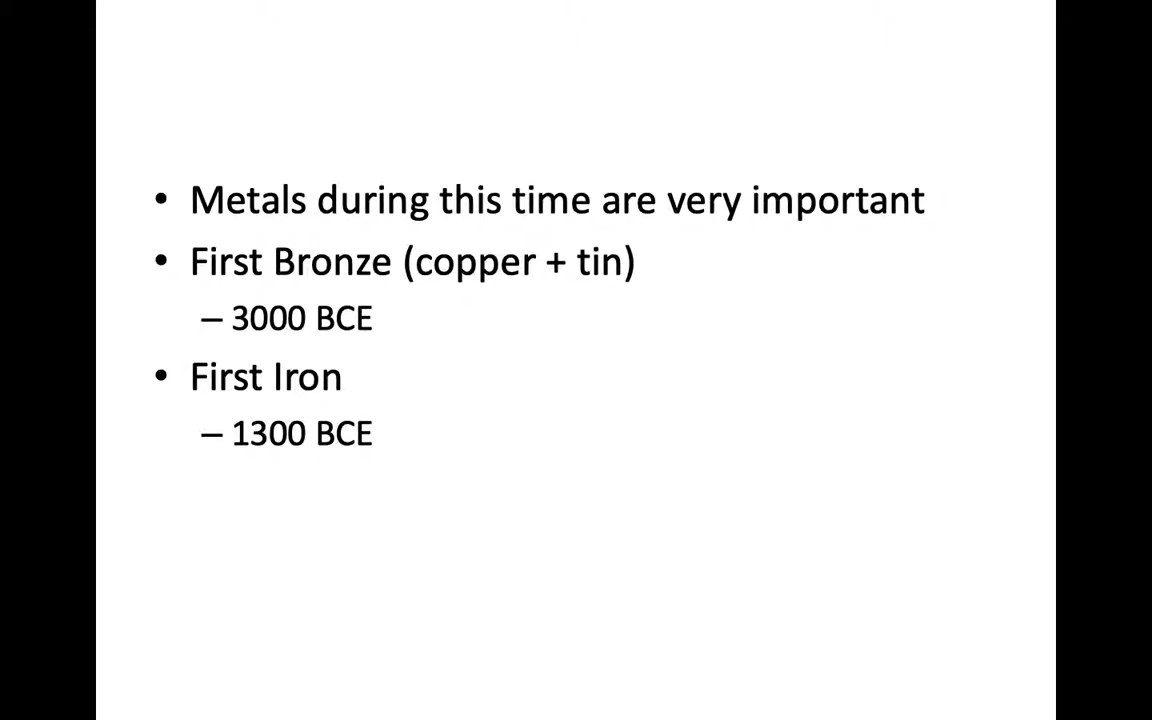 • Metals during this time are very important
• First Bronze (copper + tin)
– 3000 BCE
• First Iron
– 1300 BCE